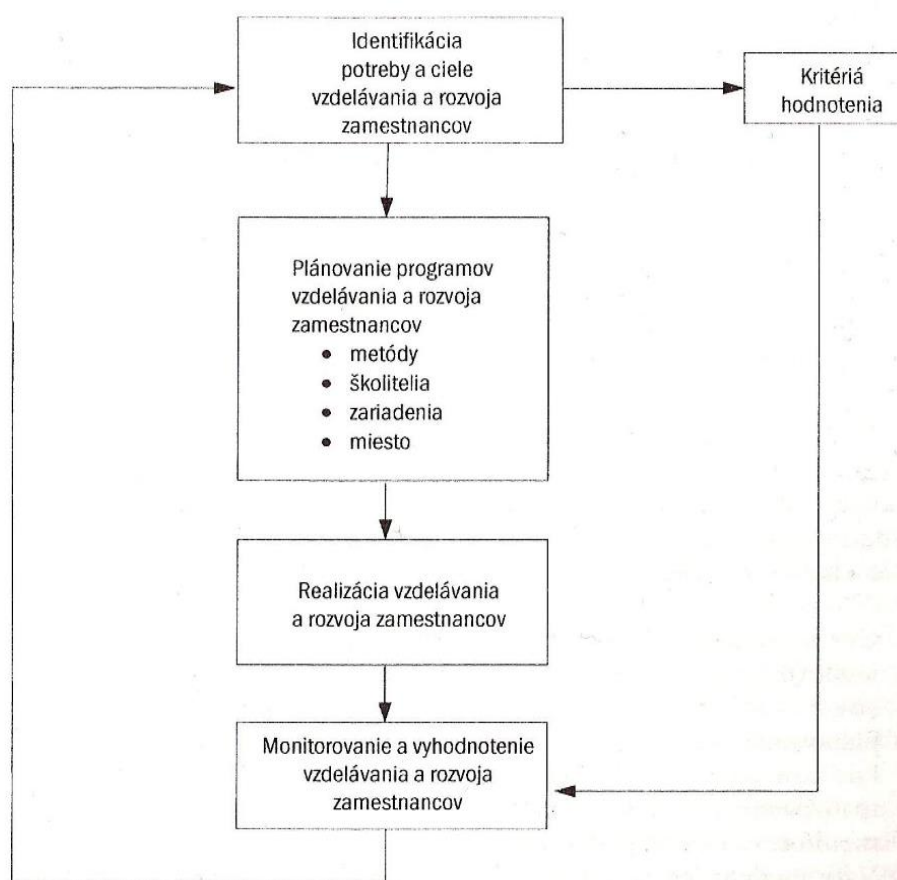 Identifikácia
potreby a ciele
vzdelávania a rozvoja
zamestnancov
Kritériá
hodnotenia
Plánovanie programov
vzdelávania a rozvoja
zamestnancov
• metódy
• školitelia
• zariadenia
• miesto
Realizácia vzdelávania
a rozvoja zamestnancov
Monitorovanie a vyhodnotenie
vzdelávania a rozvoja
zamestnancov